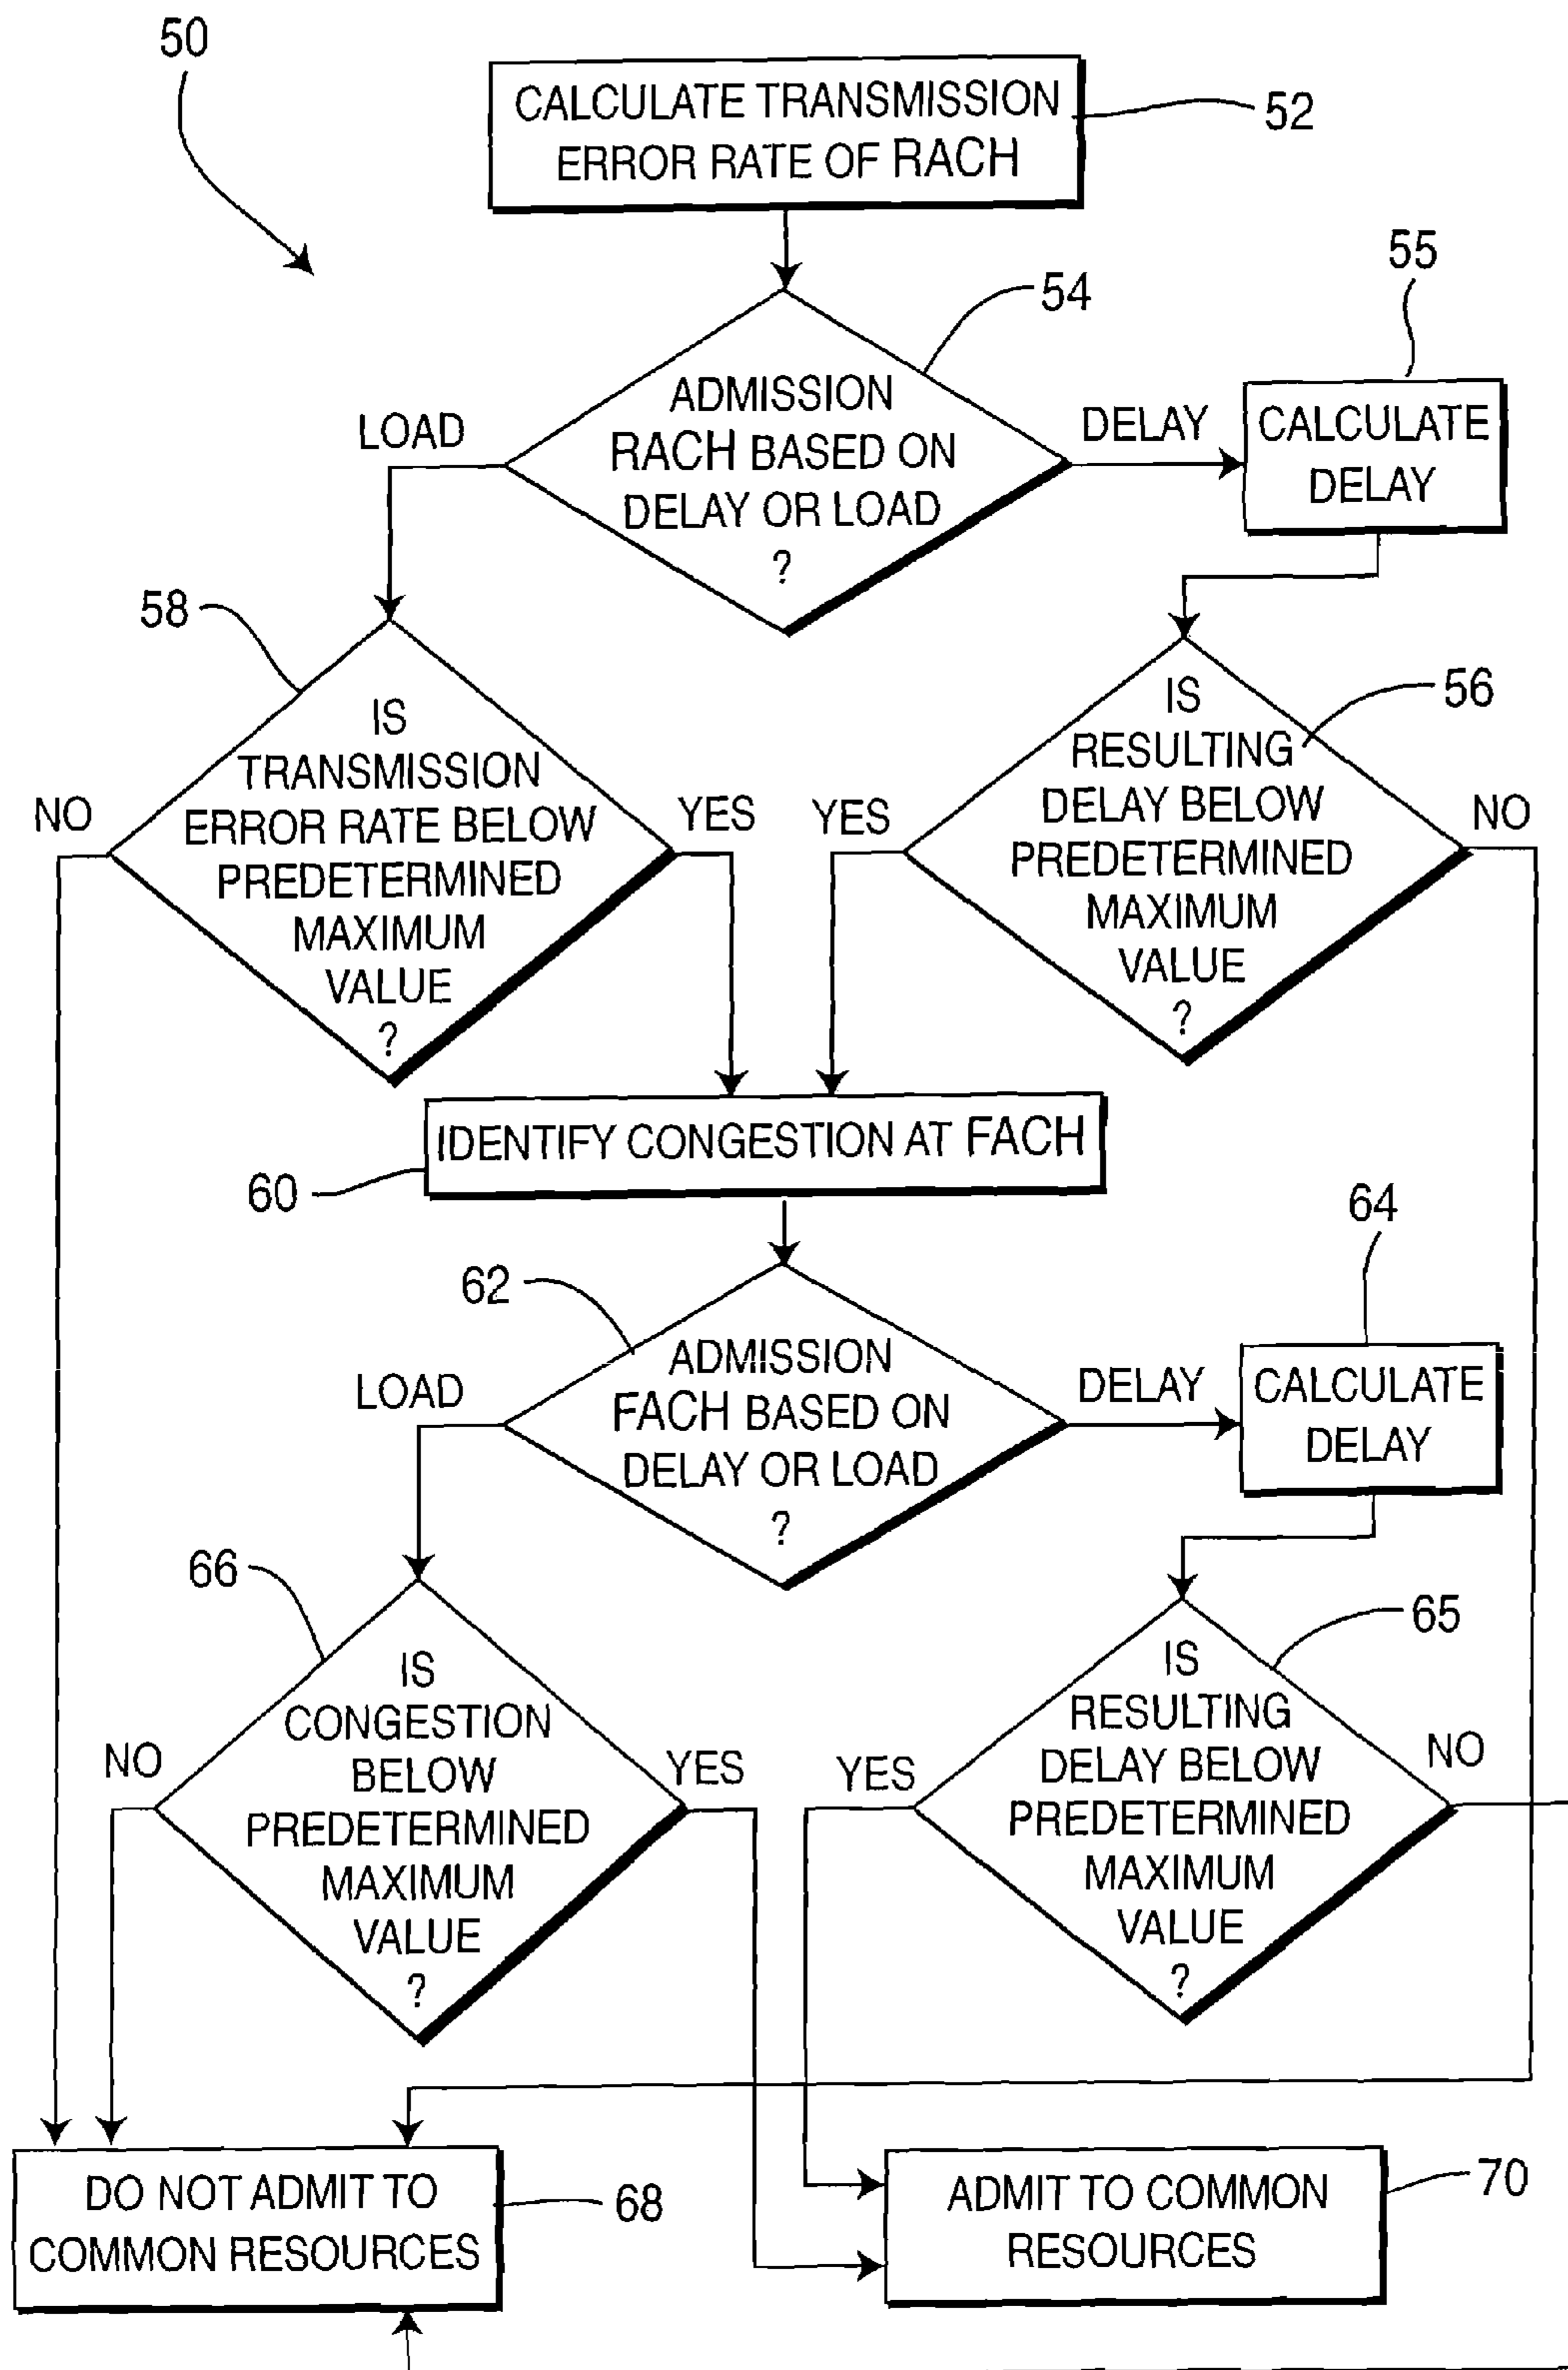 50
CALCULATE TRANSMISSION
ERROR RATE OF RACH
52
54
ADMISSION
RACH BASED ON
DELAY OR LOAD
?
LOAD
DELAY
55
CALCULATE
DELAY
58
IS
TRANSMISSION
ERROR RATE BELOW
PREDETERMINED
MAXIMUM
VALUE
?
NO
YES
56
IS
RESULTING
DELAY BELOW
PREDETERMINED
MAXIMUM
VALUE
?
YES
NO
IDENTIFY CONGESTION AT FACH
60
62
ADMISSION
FACH BASED ON
DELAY OR LOAD
?
LOAD
DELAY
64
CALCULATE
DELAY
66
IS
CONGESTION
BELOW
PREDETERMINED
MAXIMUM
VALUE
?
NO
YES
65
IS
RESULTING
DELAY BELOW
PREDETERMINED
MAXIMUM
VALUE
?
YES
NO
DO NOT ADMIT TO
COMMON RESOURCES
68
ADMIT TO COMMON
RESOURCES
70